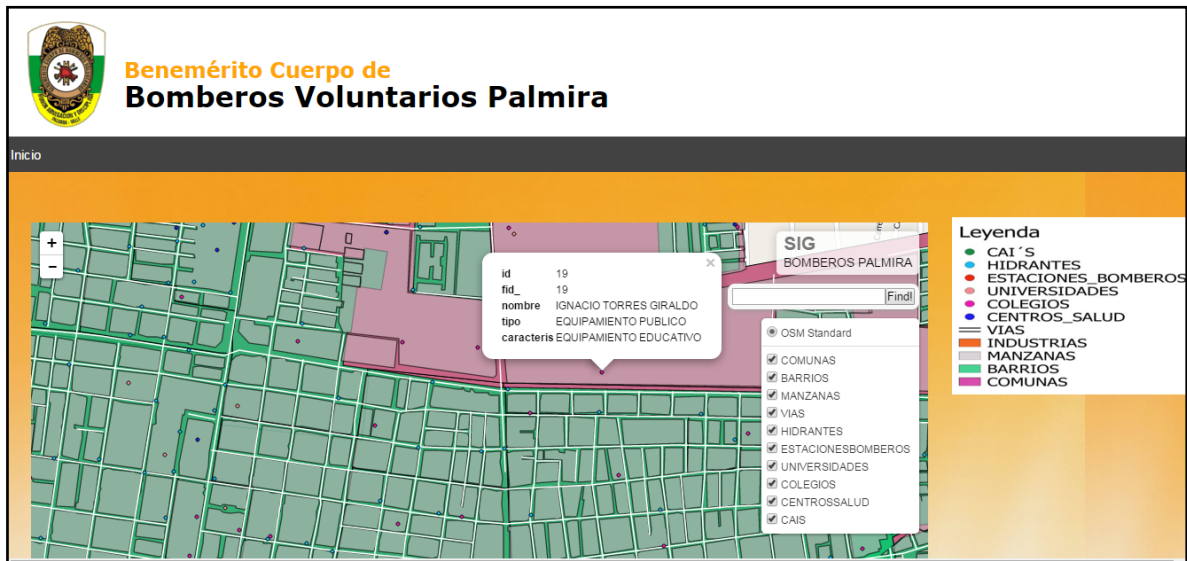 Benemérito Cuerpo de
Bomberos Voluntarios Palmira
Inicio
+
-
×
id 19
fid_ 19
nombre IGNACIO TORRES GIRALDO
tipo EQUIPAMIENTO PUBLICO
caracteris EQUIPAMIENTO EDUCATIVO
SIG
BOMBEROS PALMIRA
Find!
OSM Standard
COMUNAS
BARRIOS
MANZANAS
VIAS
HIDRANTES
ESTACIONESBOMBEROS
UNIVERSIDADES
COLEGIOS
CENTROSSALUD
CAIS
Leyenda
CAI´S
HIDRANTES
ESTACIONES_BOMBEROS
UNIVERSIDADES
COLEGIOS
CENTROS_SALUD
VIAS
INDUSTRIAS
MANZANAS
BARRIOS
COMUNAS